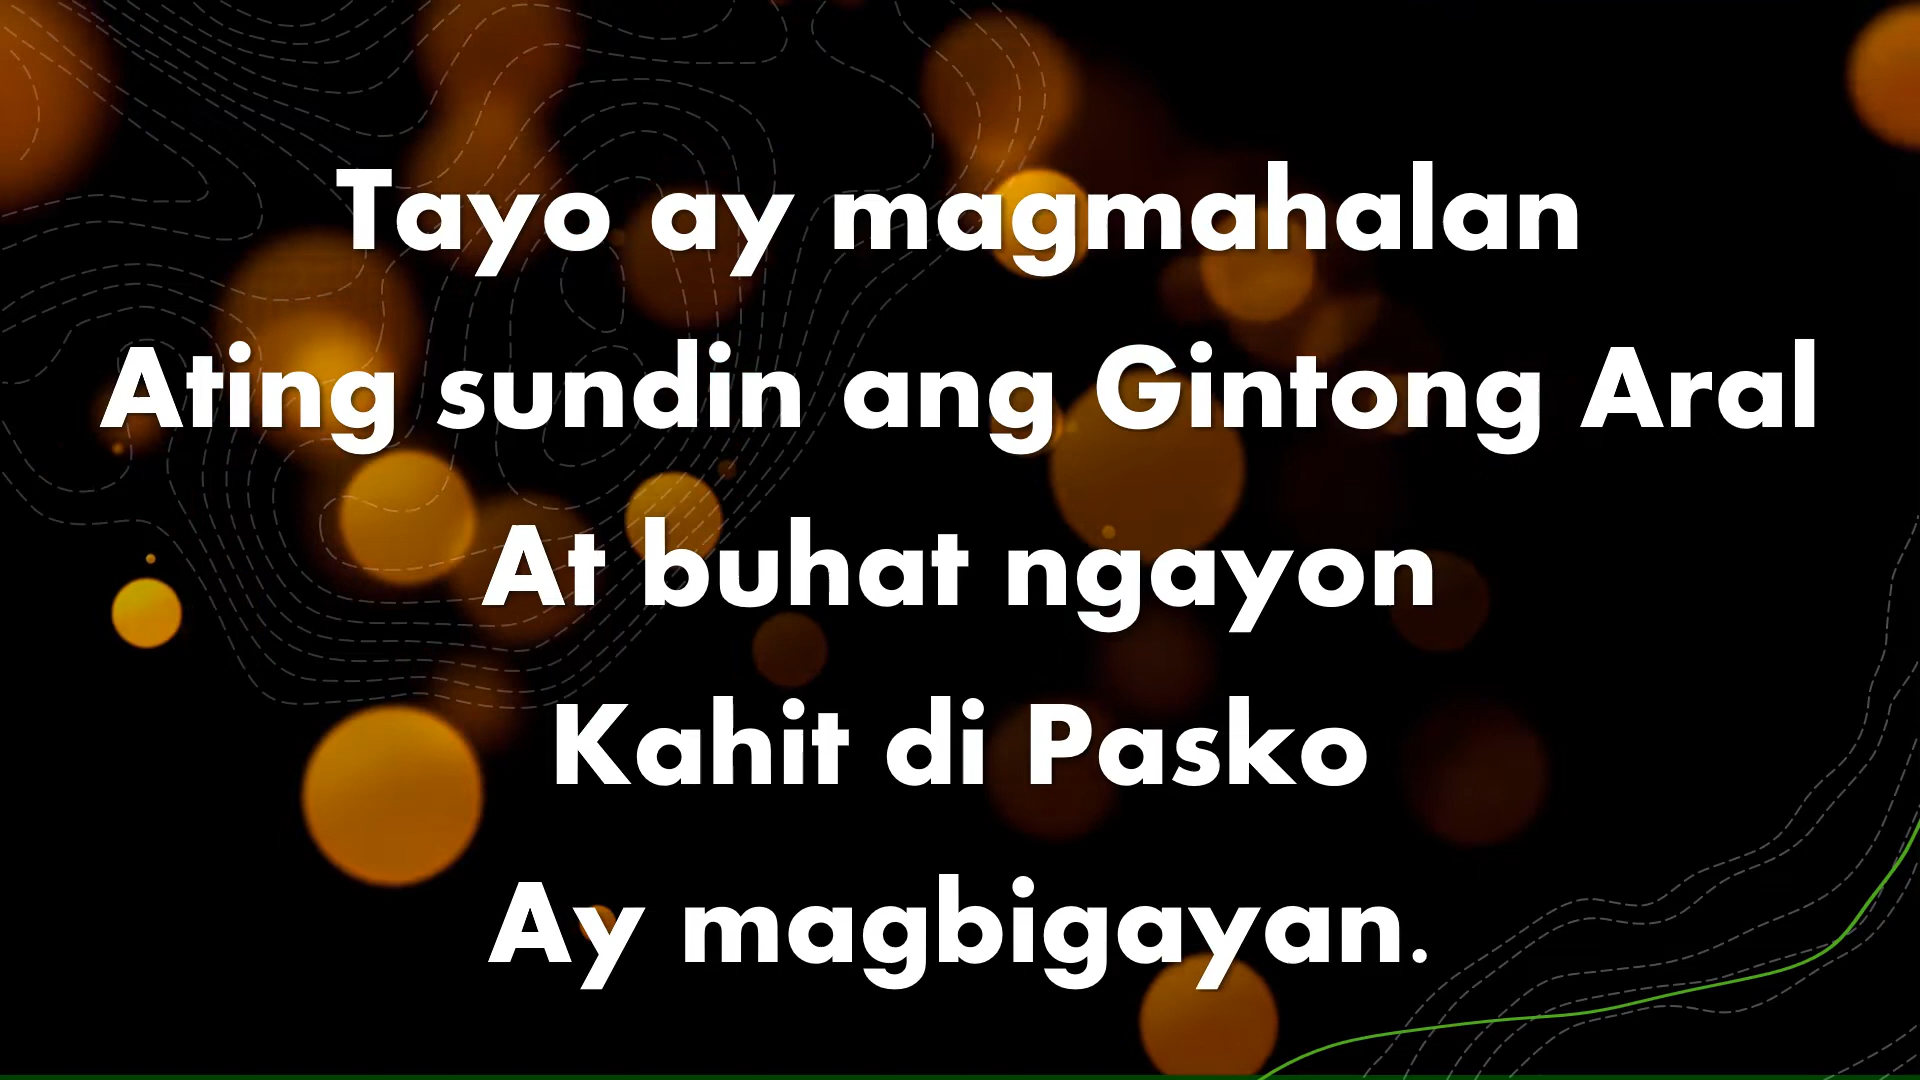 Tayo ay magmahalan
Ating sundin ang Gintong Aral
At buhat ngayon
Kahit di Pasko
Ay magbigayan.